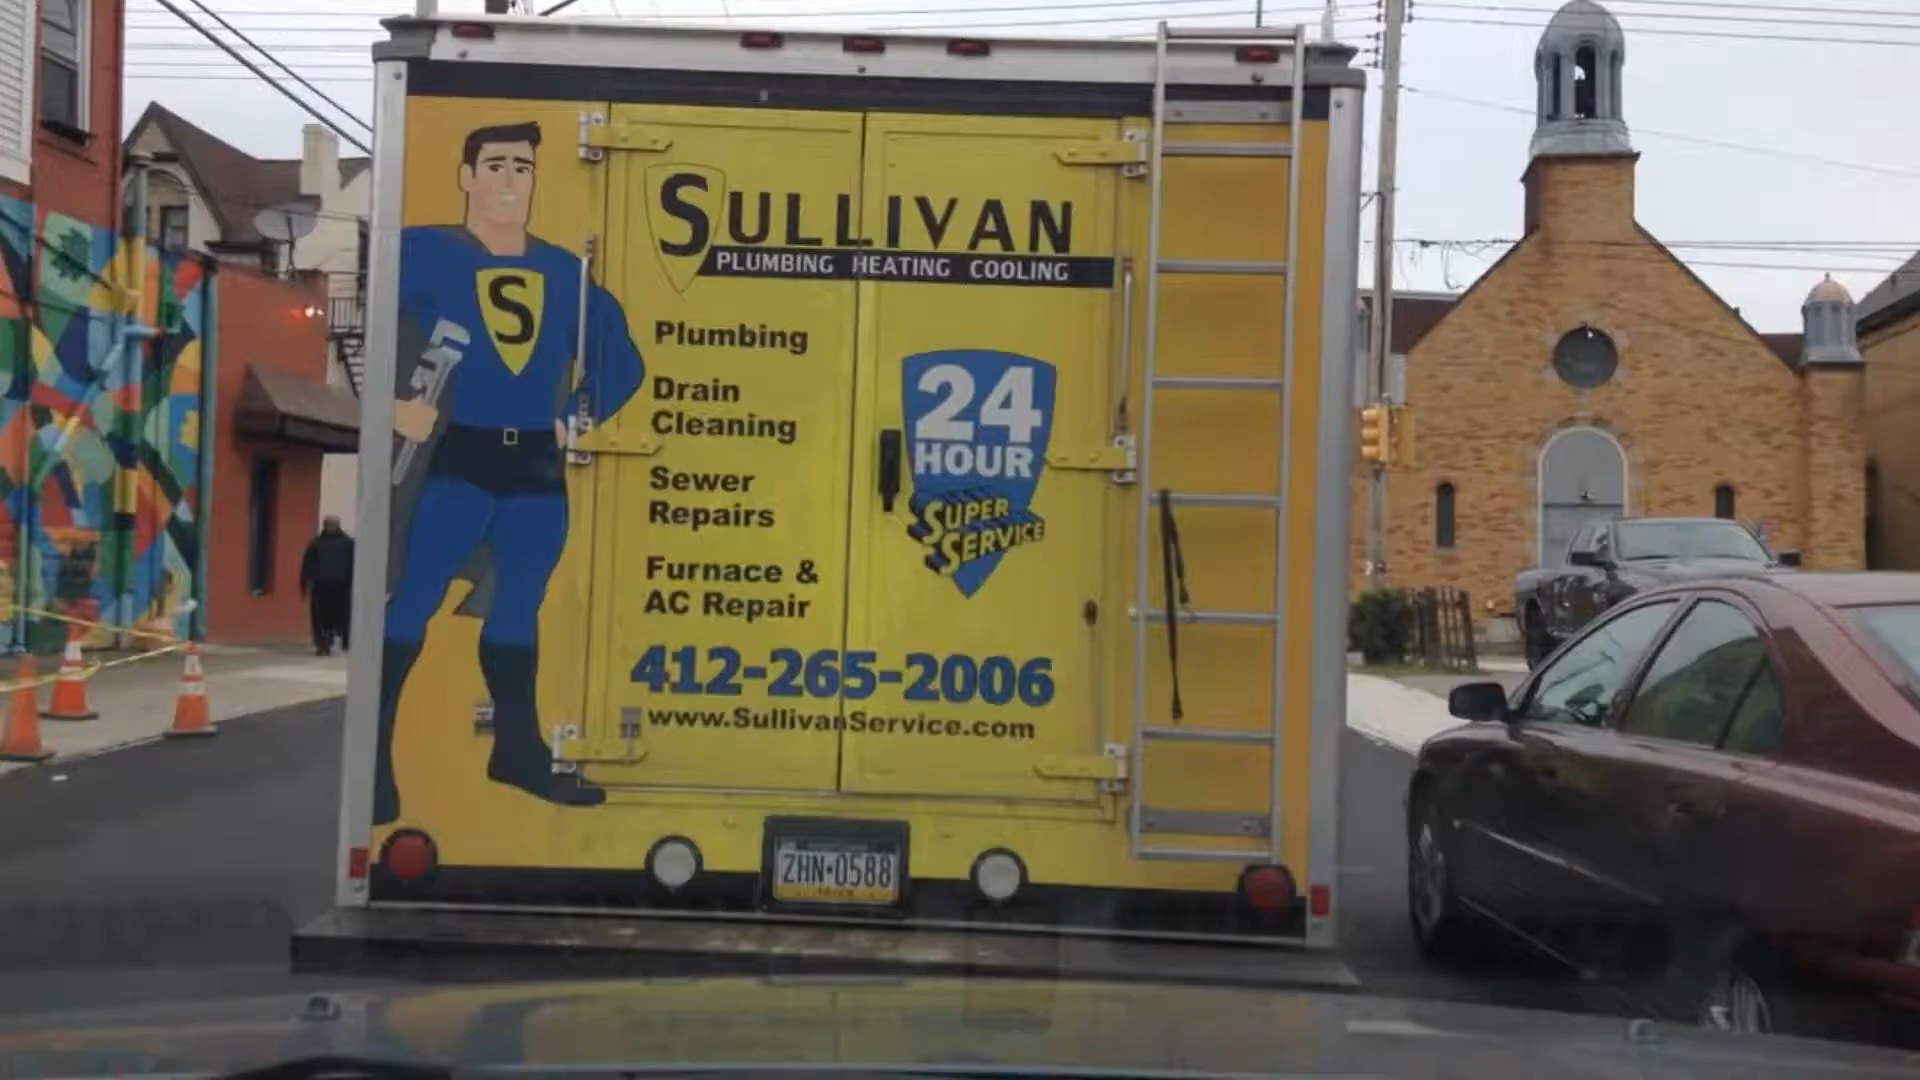 SULLIVAN
PLUMBING HEATING COOLING
S
Plumbing
Drain
Cleaning
Sewer
Repairs
Furnace &
AC Repair
24
HOUR
SUPER
SERVICE
412-265-2006
www.SullivanService.com
ZHN-0588